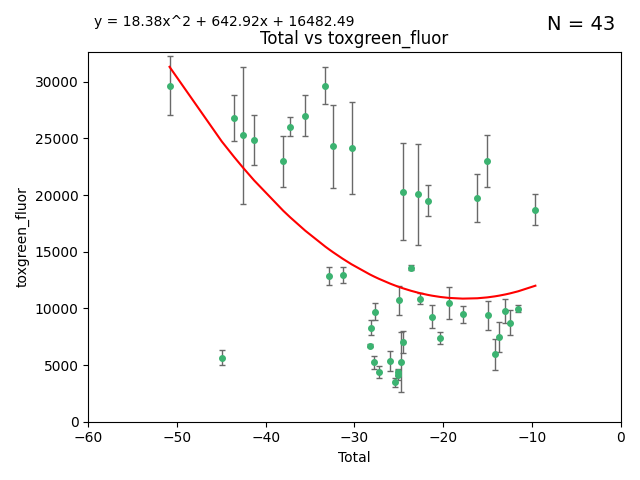 y = 18.38x^2 + 642.92x + 16482.49
N = 43
Total vs toxgreen_fluor
toxgreen_fluor
30000
25000
20000
15000
10000
5000
0
−60
−50
−40
−30
−20
−10
0
Total